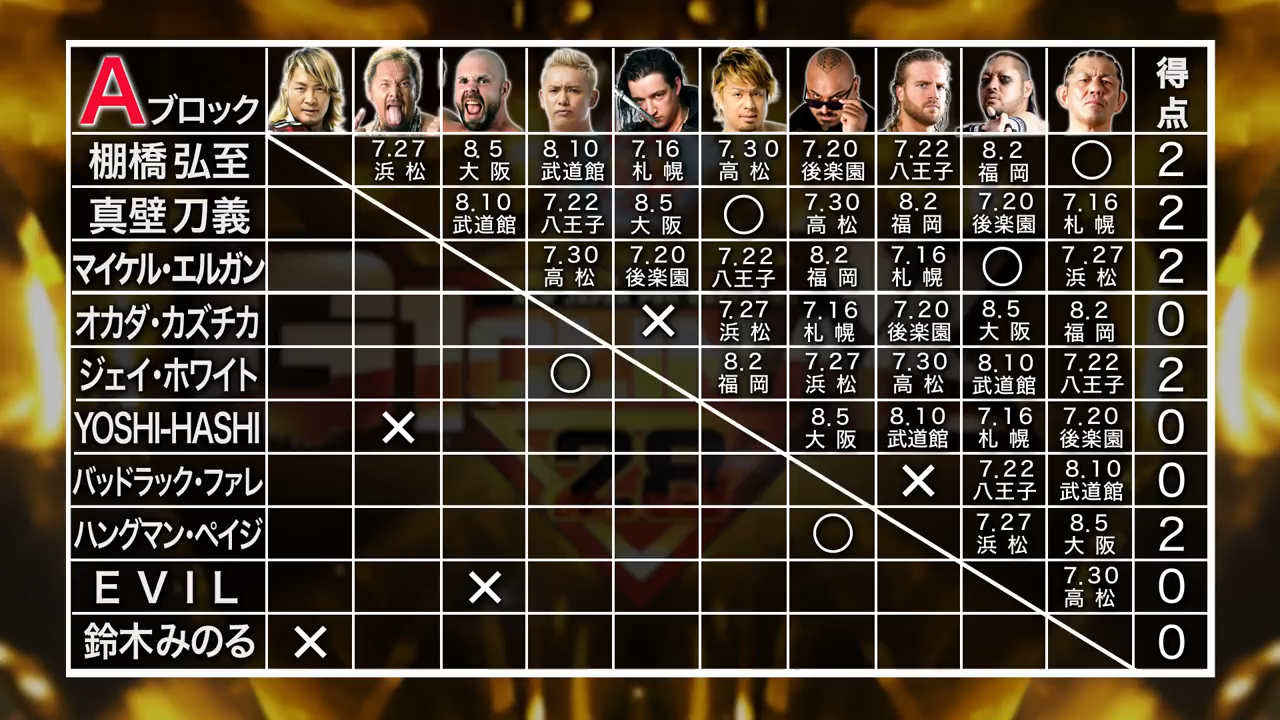 Aブロック 得点
棚橋弘至 7.27 浜松 8.5 大阪 8.10 武道館 7.16 札幌 7.30 高松 7.20 後楽園 7.22 八王子 8.2 福岡 ○ 2
真壁刀義 8.10 武道館 7.22 八王子 8.5 大阪 ○ 7.30 高松 8.2 福岡 7.20 後楽園 7.16 札幌 2
マイケル・エルガン 7.30 高松 7.20 後楽園 7.22 八王子 8.2 福岡 7.16 札幌 ○ 7.27 浜松 2
オカダ・カズチカ × 7.27 浜松 7.16 札幌 7.20 後楽園 8.5 大阪 8.2 福岡 0
ジェイ・ホワイト ○ 8.2 福岡 7.27 浜松 7.30 高松 8.10 武道館 7.22 八王子 2
YOSHI-HASHI × 8.5 大阪 8.10 武道館 7.16 札幌 7.20 後楽園 0
バッドラック・ファレ × 7.22 八王子 8.10 武道館 0
ハングマン・ペイジ ○ 7.27 浜松 8.5 大阪 2
EVIL × 7.30 高松 0
鈴木みのる × 0
28